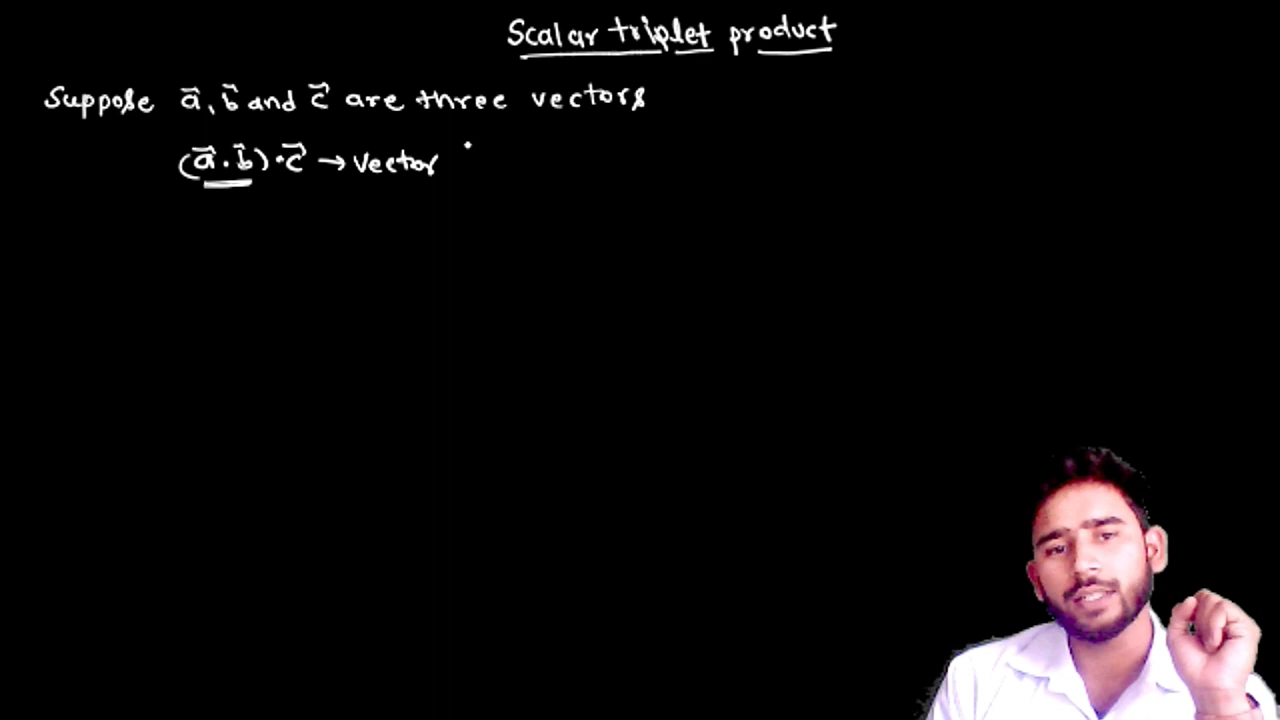 Scalar triplet product
Suppose a⃗, b⃗ and c⃗ are three vectors
(a⃗ . b⃗) . c⃗ → Vector